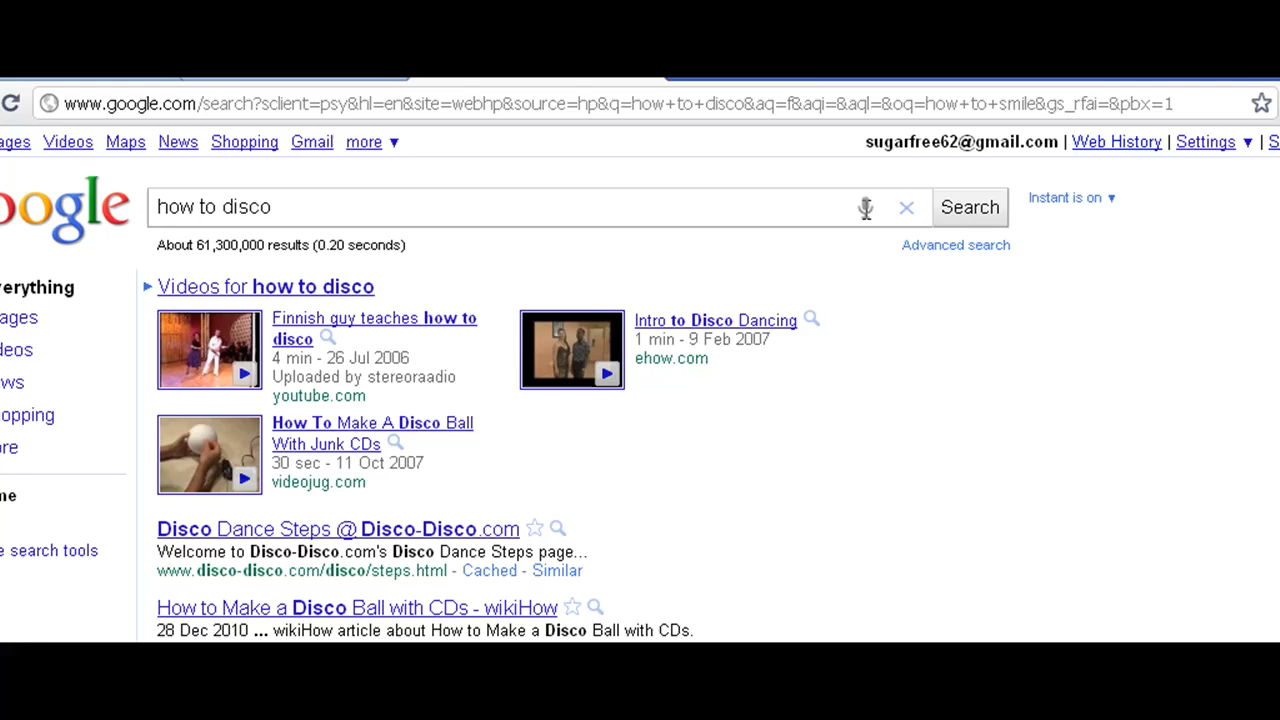 www.google.com/search?sclient=psy&hl=en&site=webhp&source=hp&q=how+to+disco&aq=f&aqi=&aql=&oq=how+to+smile&gs_rfai=&pbx=1
ages Videos Maps News Shopping Gmail more ▼ sugarfree62@gmail.com | Web History | Settings ▼ | S
oogle how to disco Search Instant is on ▼
About 61,300,000 results (0.20 seconds) Advanced search
verything
ages
deos
ws
opping
ore
me
e search tools
Videos for how to disco
Finnish guy teaches how to
disco
4 min - 26 Jul 2006
Uploaded by stereoraadio
youtube.com
Intro to Disco Dancing
1 min - 9 Feb 2007
ehow.com
How To Make A Disco Ball
With Junk CDs
30 sec - 11 Oct 2007
videojug.com
Disco Dance Steps @ Disco-Disco.com
Welcome to Disco-Disco.com's Disco Dance Steps page...
www.disco-disco.com/disco/steps.html - Cached - Similar
How to Make a Disco Ball with CDs - wikiHow
28 Dec 2010 ... wikiHow article about How to Make a Disco Ball with CDs.